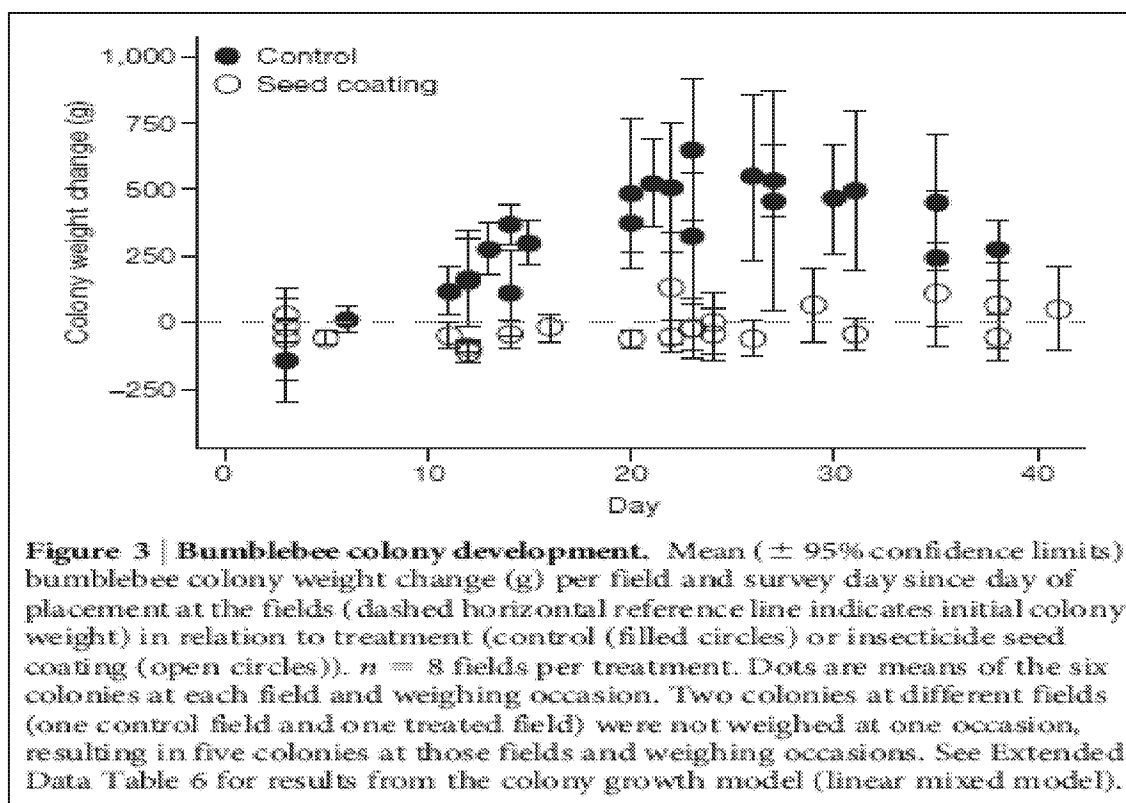 1,000
750
500
250
0
−250
Colony weight change (g)
Control
Seed coating
0 10 20 30 40
Day
Figure 3 | Bumblebee colony development. Mean (± 95% confidence limits)
bumblebee colony weight change (g) per field and survey day since day of
placement at the fields (dashed horizontal reference line indicates initial colony
weight) in relation to treatment (control (filled circles) or insecticide seed
coating (open circles)). n = 8 fields per treatment. Dots are means of the six
colonies at each field and weighing occasion. Two colonies at different fields
(one control field and one treated field) were not weighed at one occasion,
resulting in five colonies at those fields and weighing occasions. See Extended
Data Table 6 for results from the colony growth model (linear mixed model).